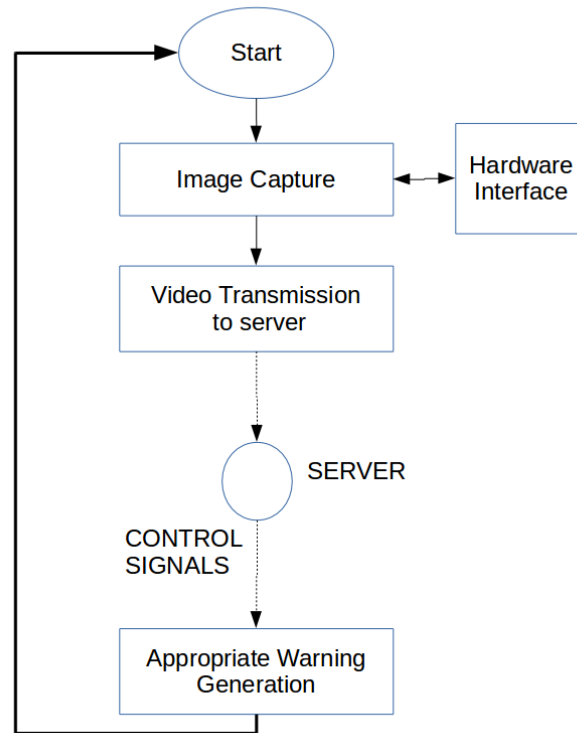 Start
Image Capture
Hardware
Interface
Video Transmission
to server
SERVER
CONTROL
SIGNALS
Appropriate Warning
Generation